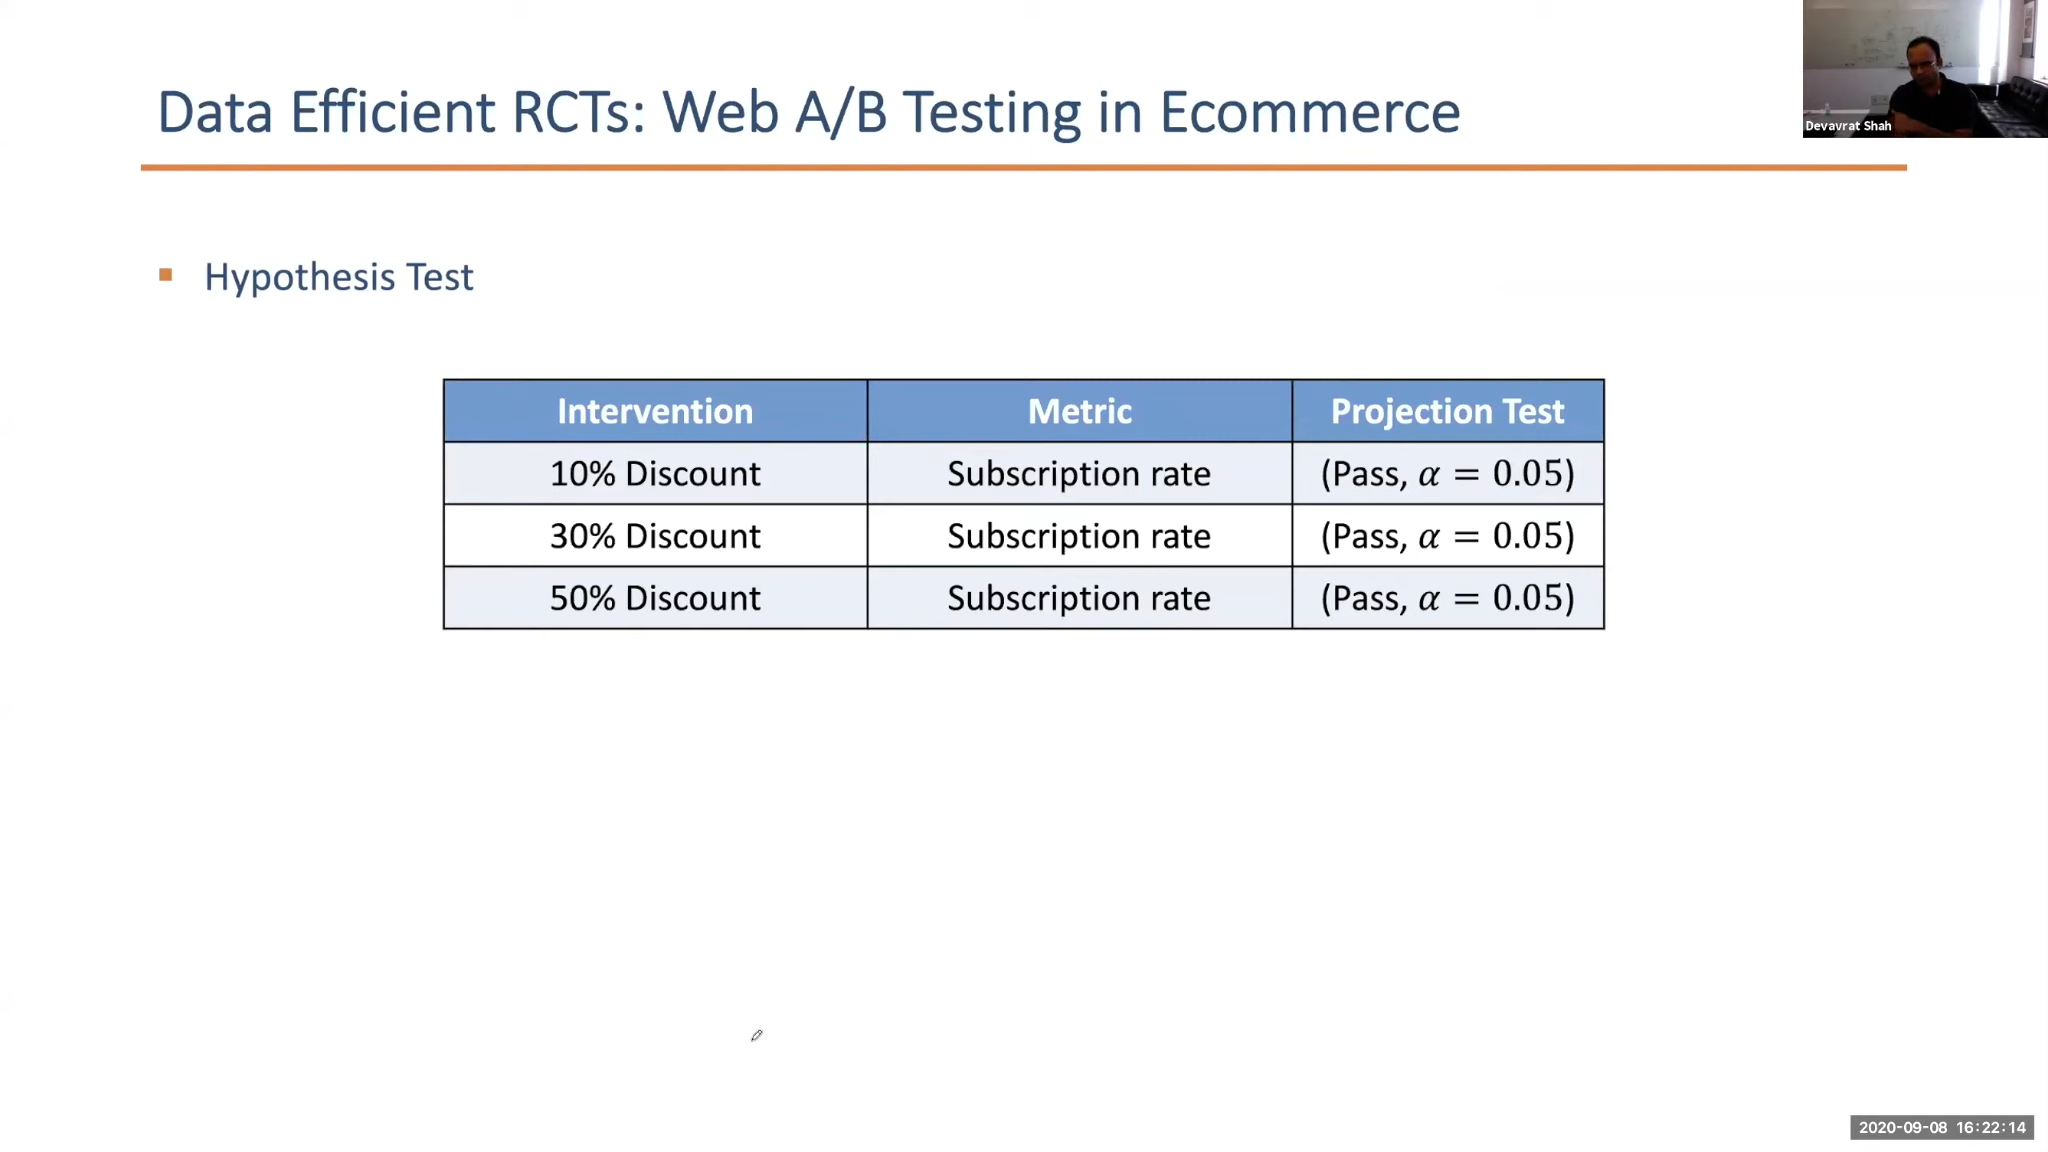 Data Efficient RCTs: Web A/B Testing in Ecommerce
Devavrat Shah
▪ Hypothesis Test
Intervention Metric Projection Test
10% Discount Subscription rate (Pass, α = 0.05)
30% Discount Subscription rate (Pass, α = 0.05)
50% Discount Subscription rate (Pass, α = 0.05)
2020-09-08 16:22:14